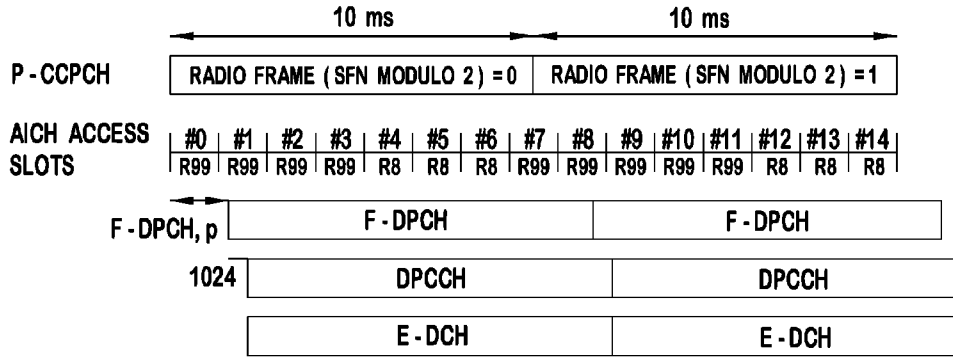 10 ms 10 ms
P-CCPCH RADIO FRAME (SFN MODULO 2) = 0 RADIO FRAME (SFN MODULO 2) = 1
AICH ACCESS SLOTS #0 #1 #2 #3 #4 #5 #6 #7 #8 #9 #10 #11 #12 #13 #14
R99 R99 R99 R99 R8 R8 R8 R99 R99 R99 R99 R99 R8 R8 R8
F-DPCH, p F-DPCH F-DPCH
1024 DPCCH DPCCH
E-DCH E-DCH